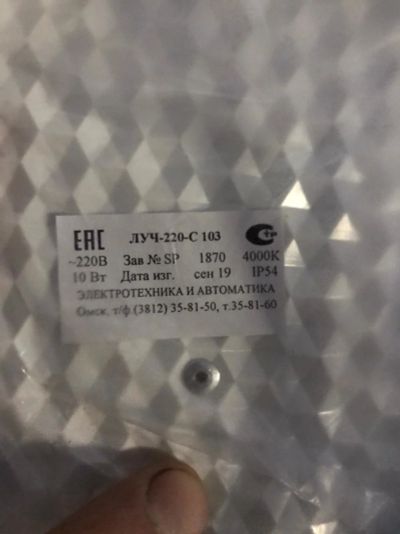 ЕАС ЛУЧ-220-С 103
~220В Зав № SP 1870 4000К
10 Вт Дата изг. сен 19 IP54
ЭЛЕКТРОТЕХНИКА И АВТОМАТИКА
Омск, т/ф (3812) 35-81-50, т.35-81-60